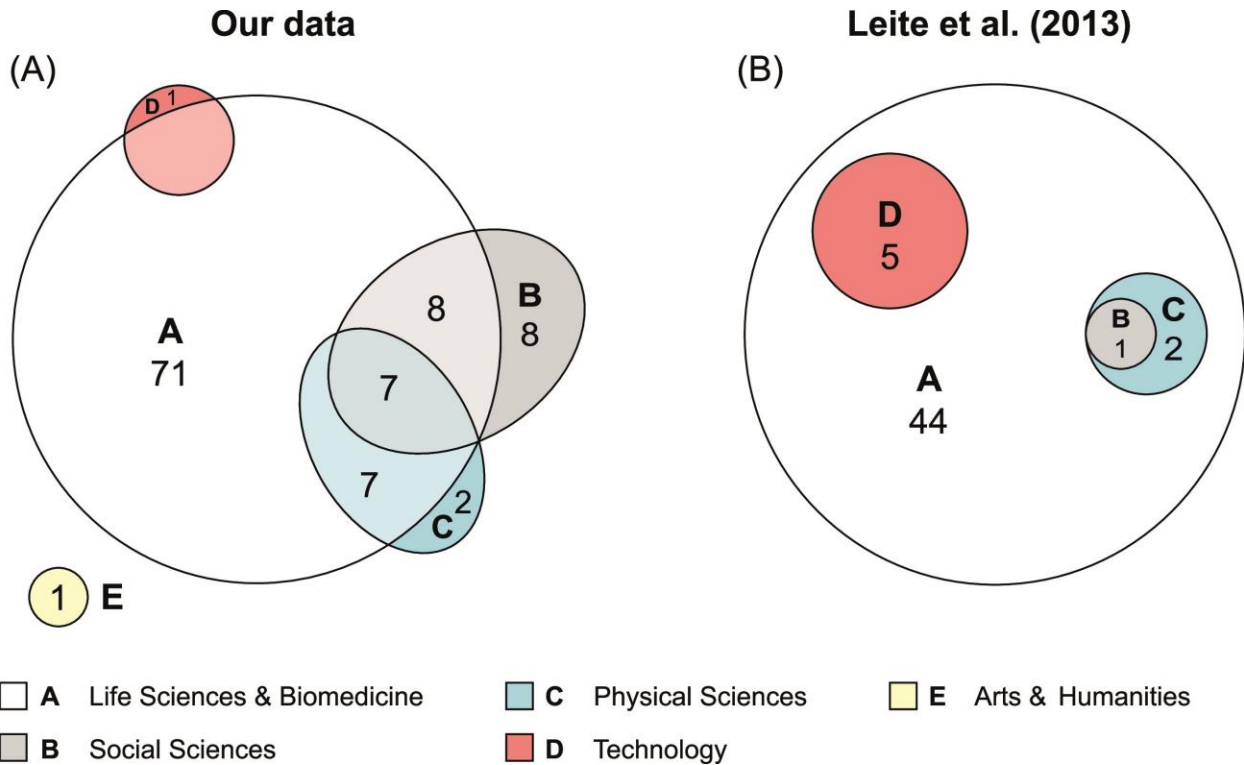 Our data
Leite et al. (2013)
(A)
(B)
D 1
A
71
8
B
8
7
7
C 2
1 E
D
5
B
1
C
2
A
44
A Life Sciences & Biomedicine
B Social Sciences
C Physical Sciences
D Technology
E Arts & Humanities